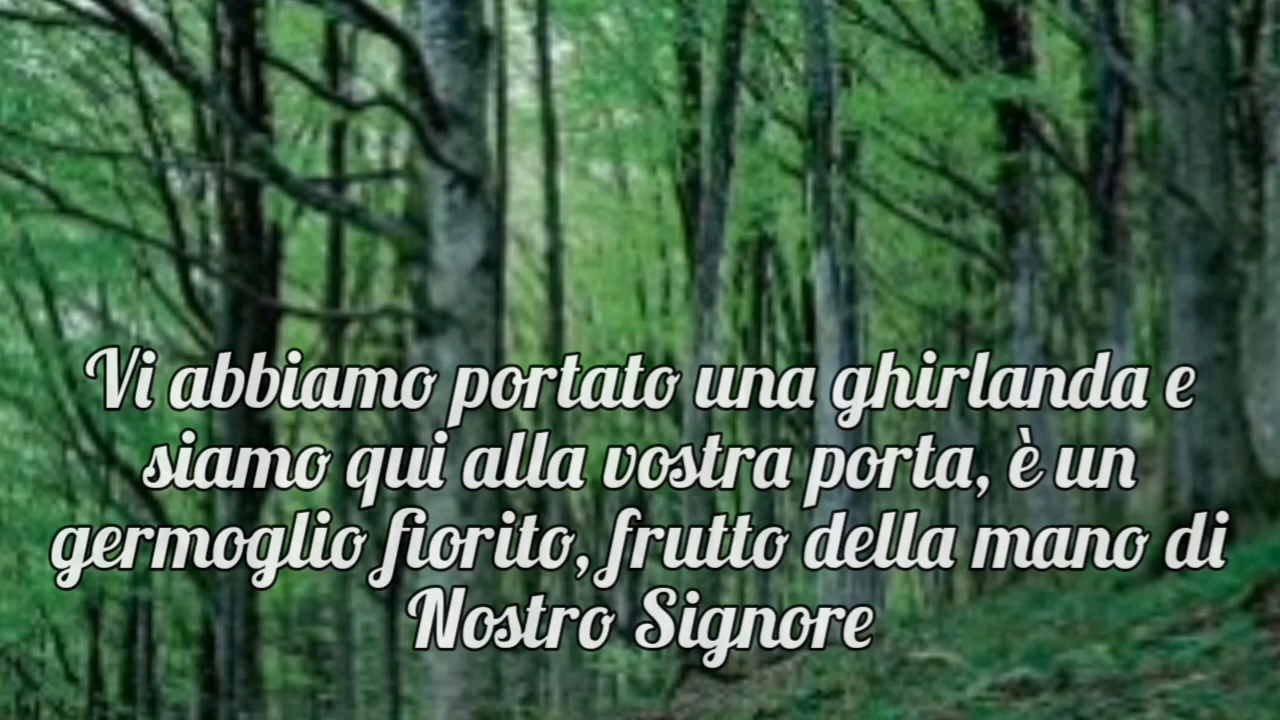 Vi abbiamo portato una ghirlanda e
siamo qui alla vostra porta, è un
germoglio fiorito, frutto della mano di
Nostro Signore